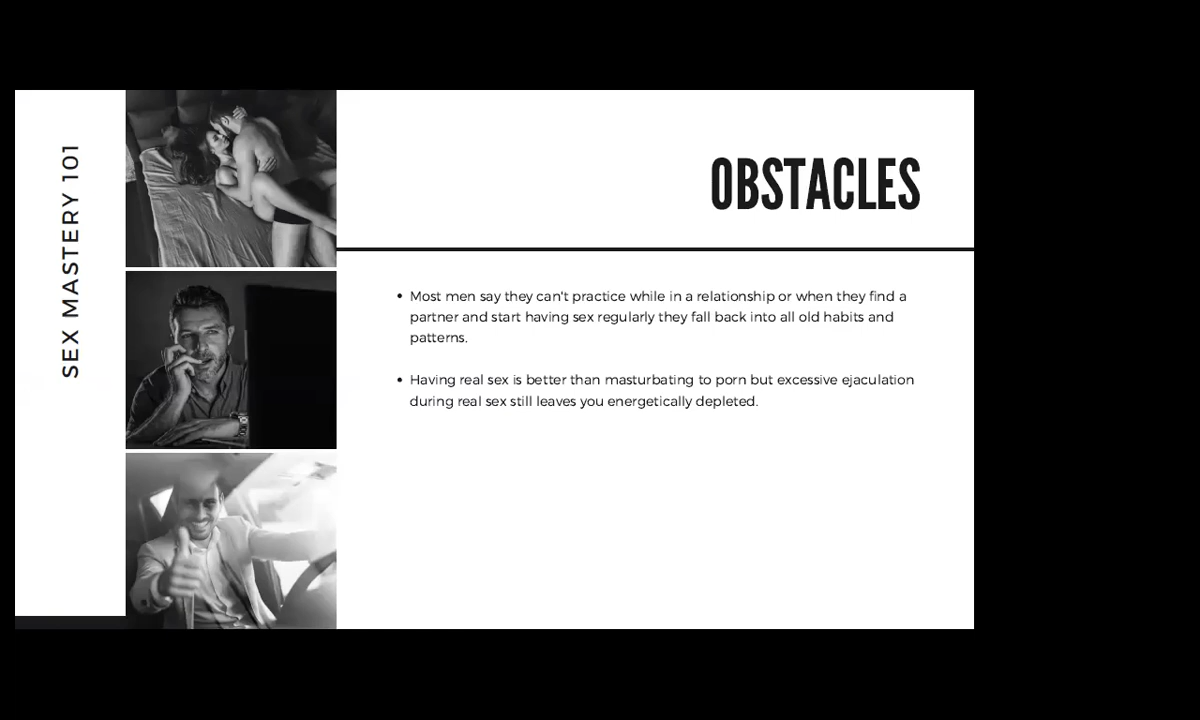 SEX MASTERY 101
OBSTACLES
• Most men say they can't practice while in a relationship or when they find a
partner and start having sex regularly they fall back into all old habits and
patterns.
• Having real sex is better than masturbating to porn but excessive ejaculation
during real sex still leaves you energetically depleted.